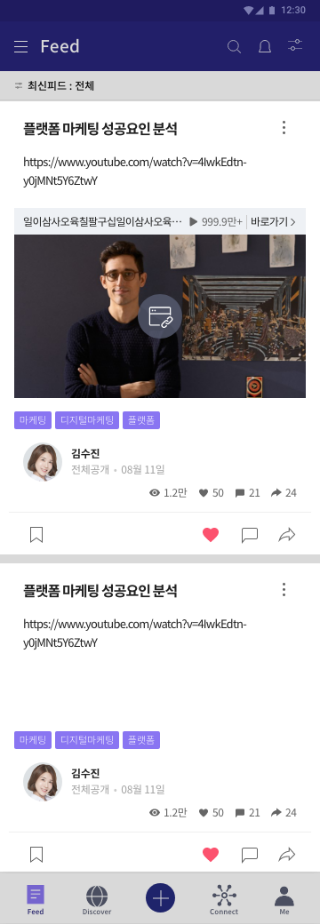 12:30
Feed
최신피드 : 전체
플랫폼 마케팅 성공요인 분석
https://www.youtube.com/watch?v=4IwkEdtn-
y0jMNt5Y6ZtwY
일이삼사오육칠팔구십일이삼사오육… 999.9만+ 바로가기
마케팅 디지털마케팅 플랫폼
김수진
전체공개 • 08월 11일
1.2만 50 21 24
플랫폼 마케팅 성공요인 분석
https://www.youtube.com/watch?v=4IwkEdtn-
y0jMNt5Y6ZtwY
마케팅 디지털마케팅 플랫폼
김수진
전체공개 • 08월 11일
1.2만 50 21 24
Feed Discover Connect Me